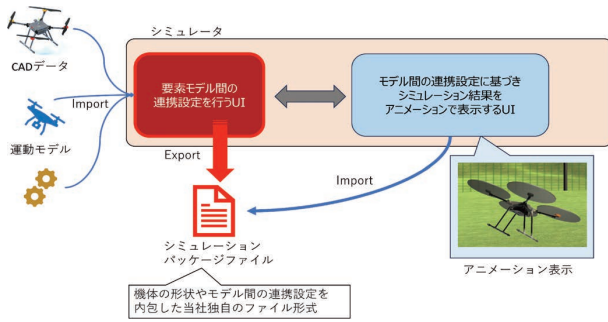 シミュレータ
CADデータ
Import
運動モデル
要素モデル間の
連携設定を行うUI
モデル間の連携設定に基づき
シミュレーション結果を
アニメーションで表示するUI
Export
Import
シミュレーション
パッケージファイル
アニメーション表示
機体の形状やモデル間の連携設定を
内包した当社独自のファイル形式